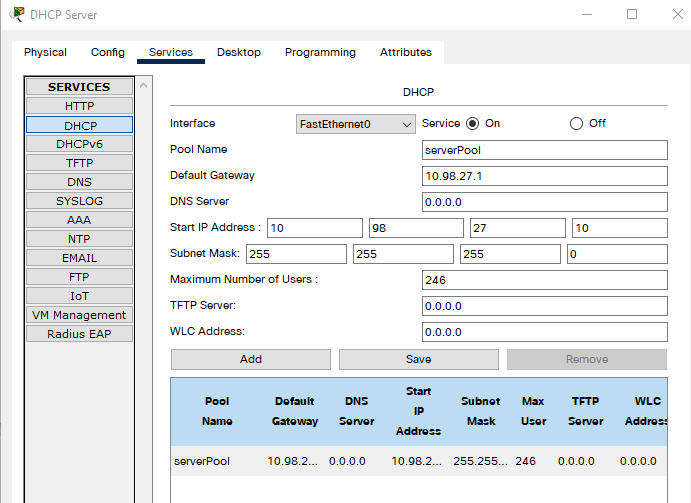 DHCP Server
Physical Config Services Desktop Programming Attributes
SERVICES
HTTP
DHCP
DHCPv6
TFTP
DNS
SYSLOG
AAA
NTP
EMAIL
FTP
IoT
VM Management
Radius EAP
DHCP
Interface FastEthernet0 Service On Off
Pool Name serverPool
Default Gateway 10.98.27.1
DNS Server 0.0.0.0
Start IP Address : 10 98 27 10
Subnet Mask: 255 255 255 0
Maximum Number of Users : 246
TFTP Server: 0.0.0.0
WLC Address: 0.0.0.0
Add Save Remove
Pool Name Default Gateway DNS Server Start IP Address Subnet Mask Max User TFTP Server WLC Address
serverPool 10.98.2... 0.0.0.0 10.98.2... 255.255... 246 0.0.0.0 0.0.0.0